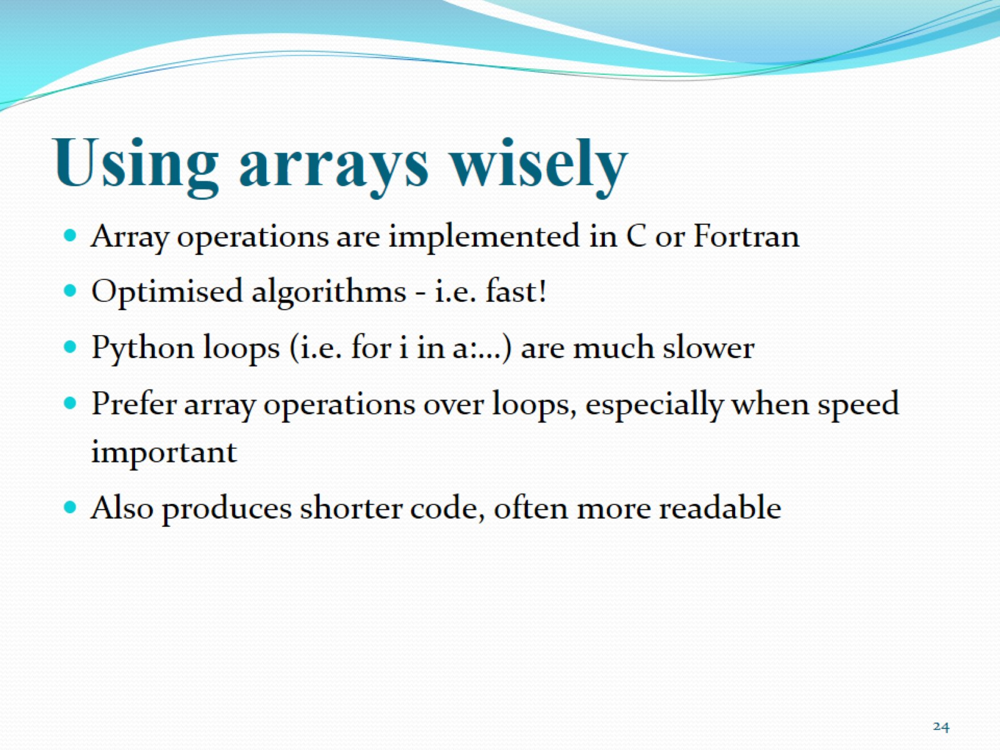 Using arrays wisely
• Array operations are implemented in C or Fortran
• Optimised algorithms - i.e. fast!
• Python loops (i.e. for i in a:...) are much slower
• Prefer array operations over loops, especially when speed
important
• Also produces shorter code, often more readable
24